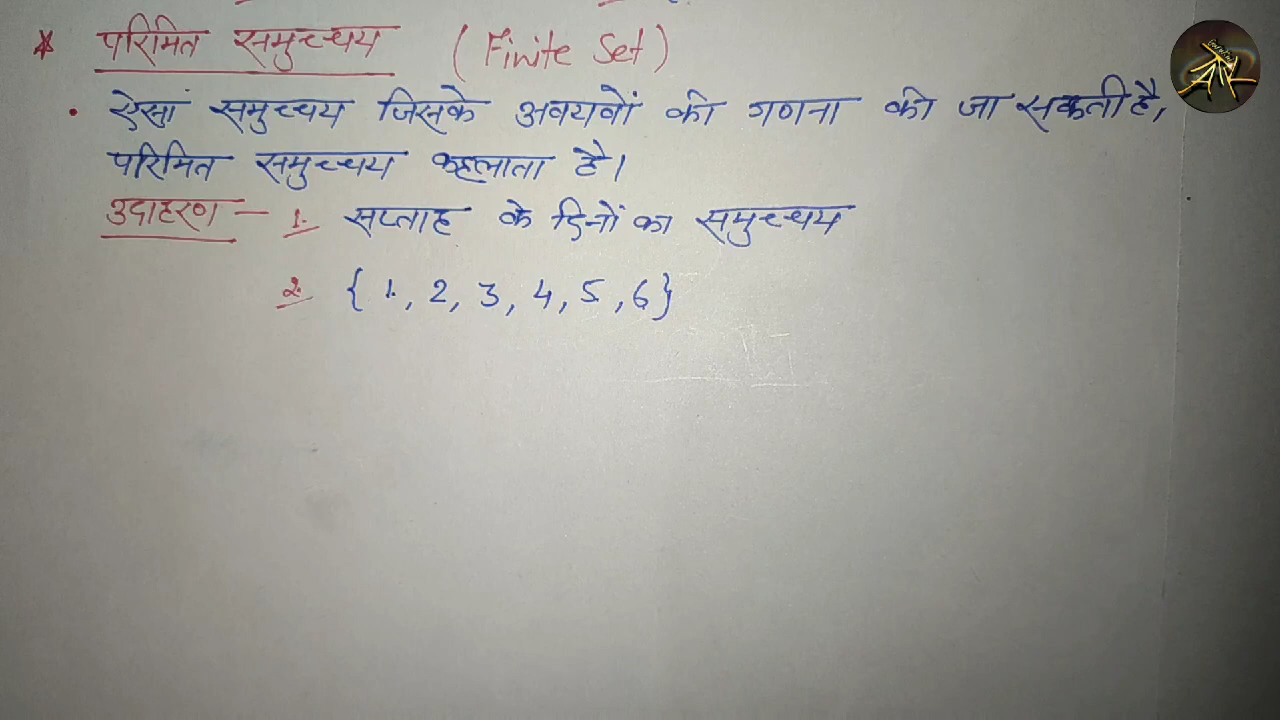 * परिमित समुच्चय (Finite Set)
• ऐसा समुच्चय जिसके अवयवों की गणना की जा सकती है,
परिमित समुच्चय कहलाता है।
उदाहरण – 1. सप्ताह के दिनों का समुच्चय
2. { 1, 2, 3, 4, 5, 6}